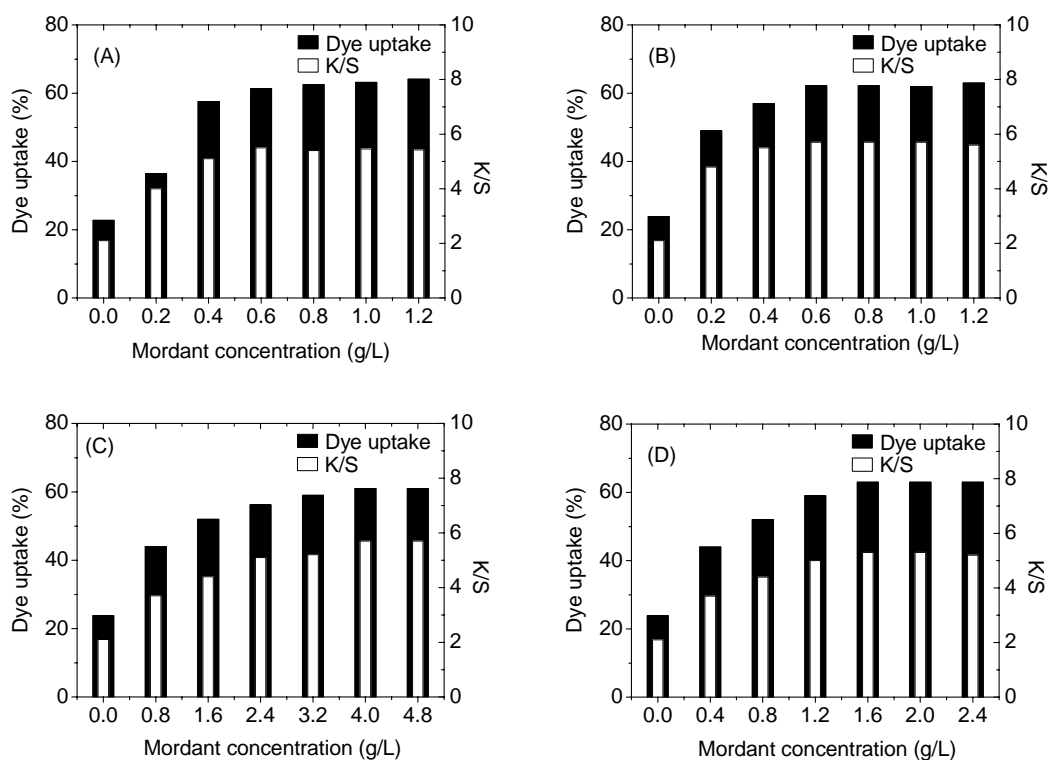 (A)
Dye uptake
K/S
80
60
40
20
0
10
8
6
4
2
0
Dye uptake (%)
K/S
0.0 0.2 0.4 0.6 0.8 1.0 1.2
Mordant concentration (g/L)
(B)
Dye uptake
K/S
80
60
40
20
0
10
8
6
4
2
0
Dye uptake (%)
K/S
0.0 0.2 0.4 0.6 0.8 1.0 1.2
Mordant concentration (g/L)
(C)
Dye uptake
K/S
80
60
40
20
0
10
8
6
4
2
0
Dye uptake (%)
K/S
0.0 0.8 1.6 2.4 3.2 4.0 4.8
Mordant concentration (g/L)
(D)
Dye uptake
K/S
80
60
40
20
0
10
8
6
4
2
0
Dye uptake (%)
K/S
0.0 0.4 0.8 1.2 1.6 2.0 2.4
Mordant concentration (g/L)